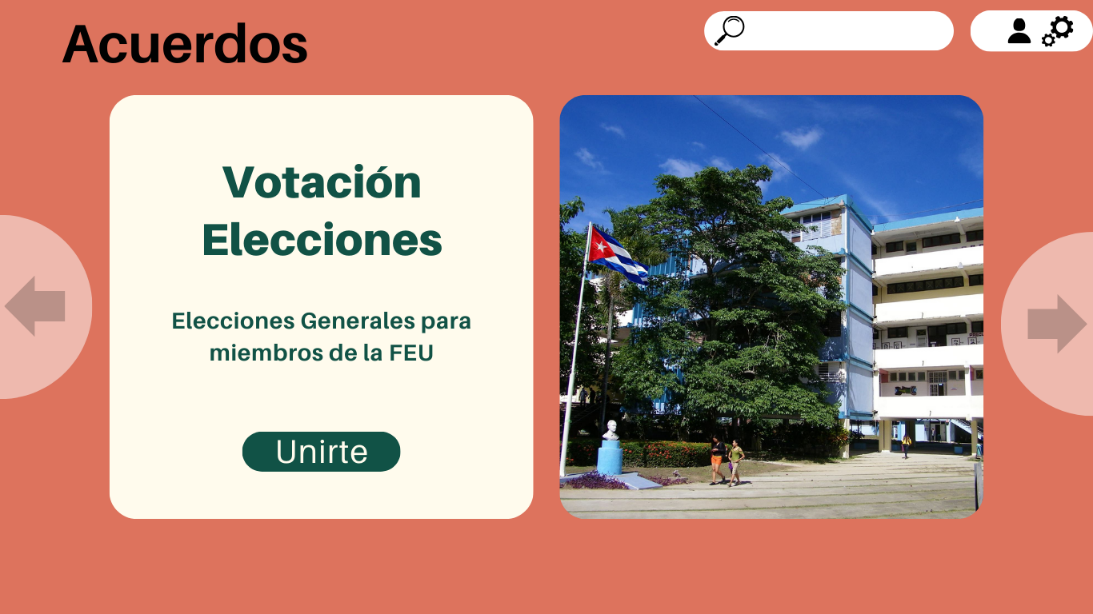 Acuerdos
Votación
Elecciones
Elecciones Generales para
miembros de la FEU
Unirte